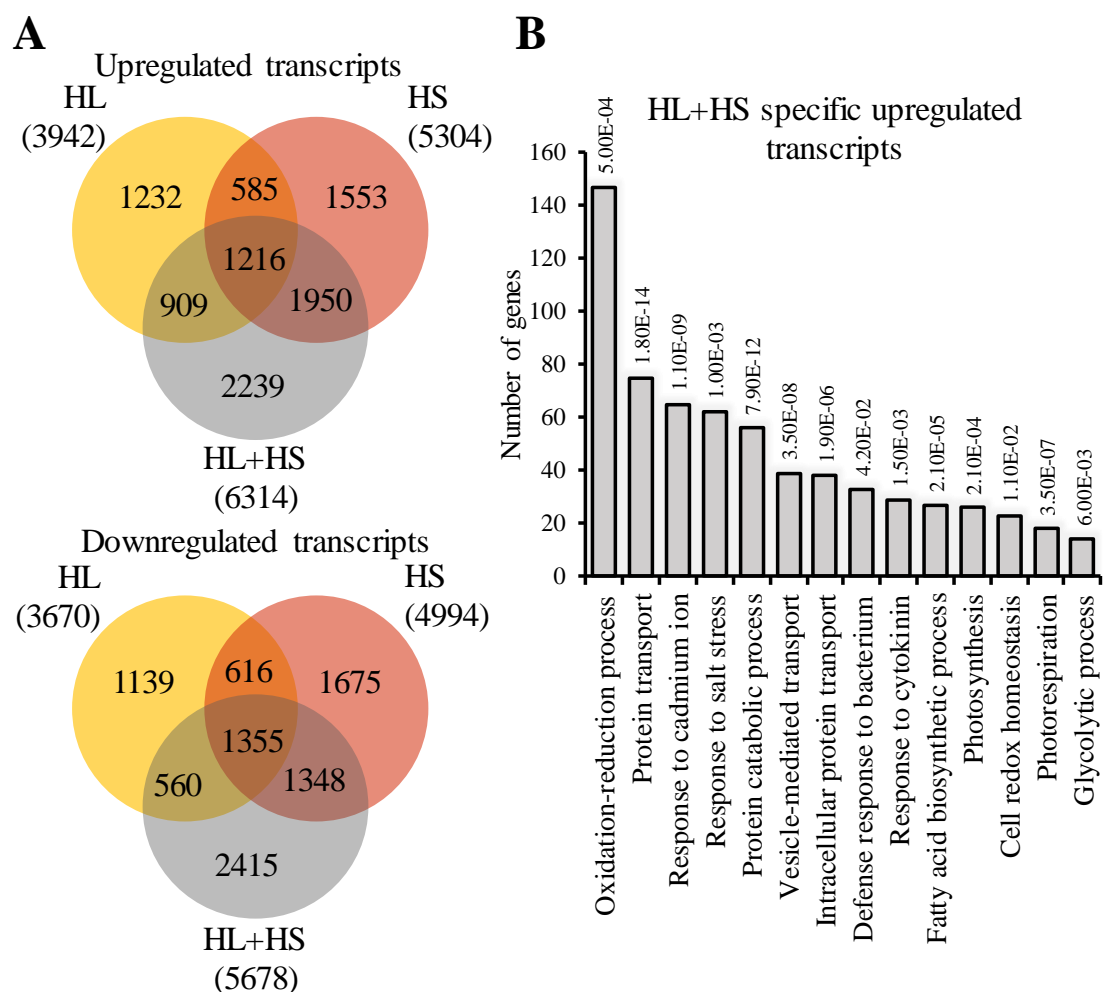 A
Upregulated transcripts
HL
(3942)
HS
(5304)
1232
585
1553
1216
909
1950
2239
HL+HS
(6314)
Downregulated transcripts
HL
(3670)
HS
(4994)
1139
616
1675
1355
560
1348
2415
HL+HS
(5678)
B
HL+HS specific upregulated
transcripts
Number of genes
160
140
120
100
80
60
40
20
0
5.00E-04
1.80E-14
1.10E-09
1.00E-03
7.90E-12
3.50E-08
1.90E-06
4.20E-02
1.50E-03
2.10E-05
2.10E-04
1.10E-02
3.50E-07
6.00E-03
Oxidation-reduction process
Protein transport
Response to cadmium ion
Response to salt stress
Protein catabolic process
Vesicle-mediated transport
Intracellular protein transport
Defense response to bacterium
Response to cytokinin
Fatty acid biosynthetic process
Photosynthesis
Cell redox homeostasis
Photorespiration
Glycolytic process